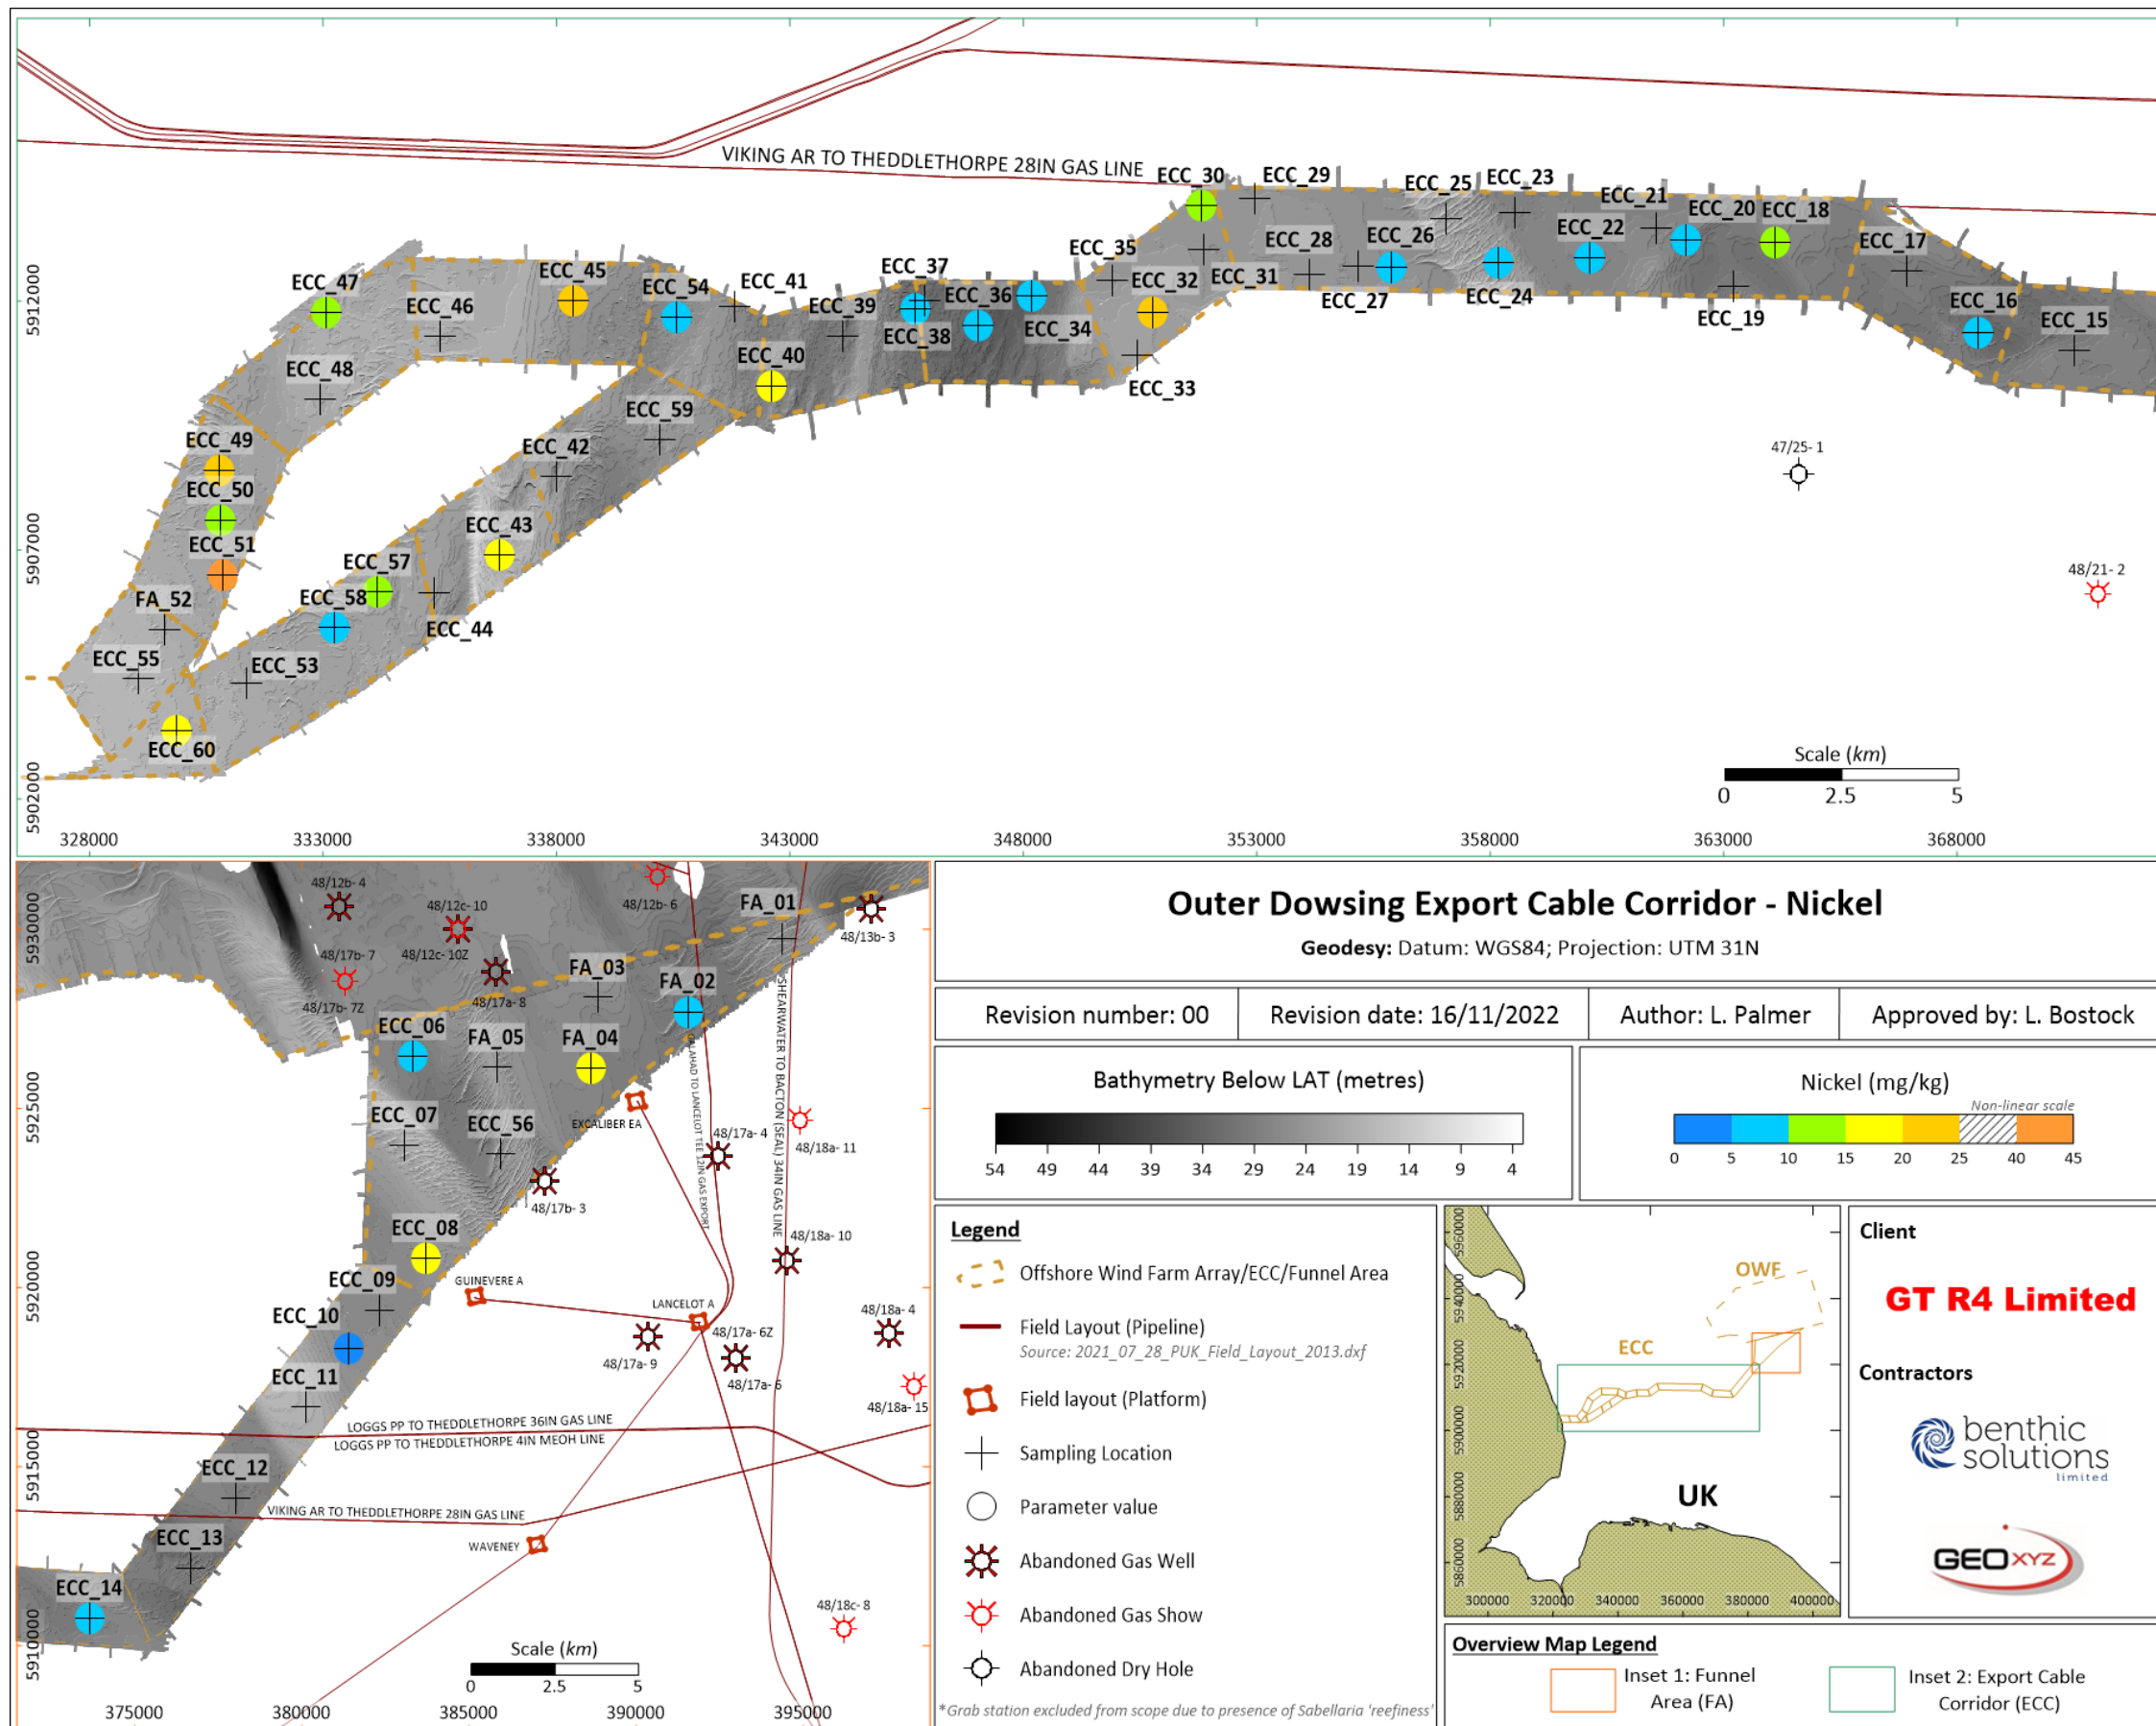 VIKING AR TO THEDDLETHORPE 28IN GAS LINE
ECC_30
ECC_29
ECC_25
ECC_23
ECC_21
ECC_20
ECC_18
ECC_17
ECC_22
ECC_26
ECC_28
ECC_35
ECC_32
ECC_31
ECC_27
ECC_24
ECC_19
ECC_16
ECC_15
ECC_47
ECC_46
ECC_45
ECC_54
ECC_41
ECC_39
ECC_37
ECC_36
ECC_38
ECC_34
ECC_33
ECC_40
ECC_48
ECC_59
ECC_42
ECC_49
ECC_50
ECC_43
ECC_51
ECC_57
FA_52
ECC_58
ECC_44
ECC_55
ECC_53
ECC_60
47/25- 1
48/21- 2
5912000
5907000
5902000
Scale (km)
0 2.5 5
328000 333000 338000 343000 348000 353000 358000 363000 368000
48/12b- 4
48/12c- 10
48/12b- 6
FA_01
48/13b- 3
48/17b- 7
48/12c- 10Z
FA_03
FA_02
48/17b- 7Z
48/17a- 8
ECC_06
FA_05
FA_04
ECC_07
ECC_56
EXCALIBER EA
GALAHAD TO LANCELOT TEE 12IN GAS EXPORT
SHEARWATER TO BACTON (SEAL) 34IN GAS LINE
48/17a- 4
48/18a- 11
48/17b- 3
ECC_08
48/18a- 10
ECC_09
GUINEVERE A
LANCELOT A
ECC_10
48/17a- 6Z
48/18a- 4
48/17a- 9
48/17a- 6
ECC_11
48/18a- 15
LOGGS PP TO THEDDLETHORPE 36IN GAS LINE
LOGGS PP TO THEDDLETHORPE 4IN MEOH LINE
ECC_12
VIKING AR TO THEDDLETHORPE 28IN GAS LINE
ECC_13
WAVENEY
ECC_14
48/18c- 8
Scale (km)
0 2.5 5
5930000
5925000
5920000
5915000
5910000
375000 380000 385000 390000 395000
Outer Dowsing Export Cable Corridor - Nickel
Geodesy: Datum: WGS84; Projection: UTM 31N
Revision number: 00
Revision date: 16/11/2022
Author: L. Palmer
Approved by: L. Bostock
Bathymetry Below LAT (metres)
54 49 44 39 34 29 24 19 14 9 4
Nickel (mg/kg)
Non-linear scale
0 5 10 15 20 25 40 45
Legend
Offshore Wind Farm Array/ECC/Funnel Area
Field Layout (Pipeline)
Source: 2021_07_28_PUK_Field_Layout_2013.dxf
Field layout (Platform)
Sampling Location
Parameter value
Abandoned Gas Well
Abandoned Gas Show
Abandoned Dry Hole
*Grab station excluded from scope due to presence of Sabellaria 'reefiness'
OWF
ECC
UK
5960000
5940000
5920000
5900000
5880000
5860000
300000 320000 340000 360000 380000 400000
Client
GT R4 Limited
Contractors
benthic
solutions
limited
GEOXYZ
Overview Map Legend
Inset 1: Funnel
Area (FA)
Inset 2: Export Cable
Corridor (ECC)